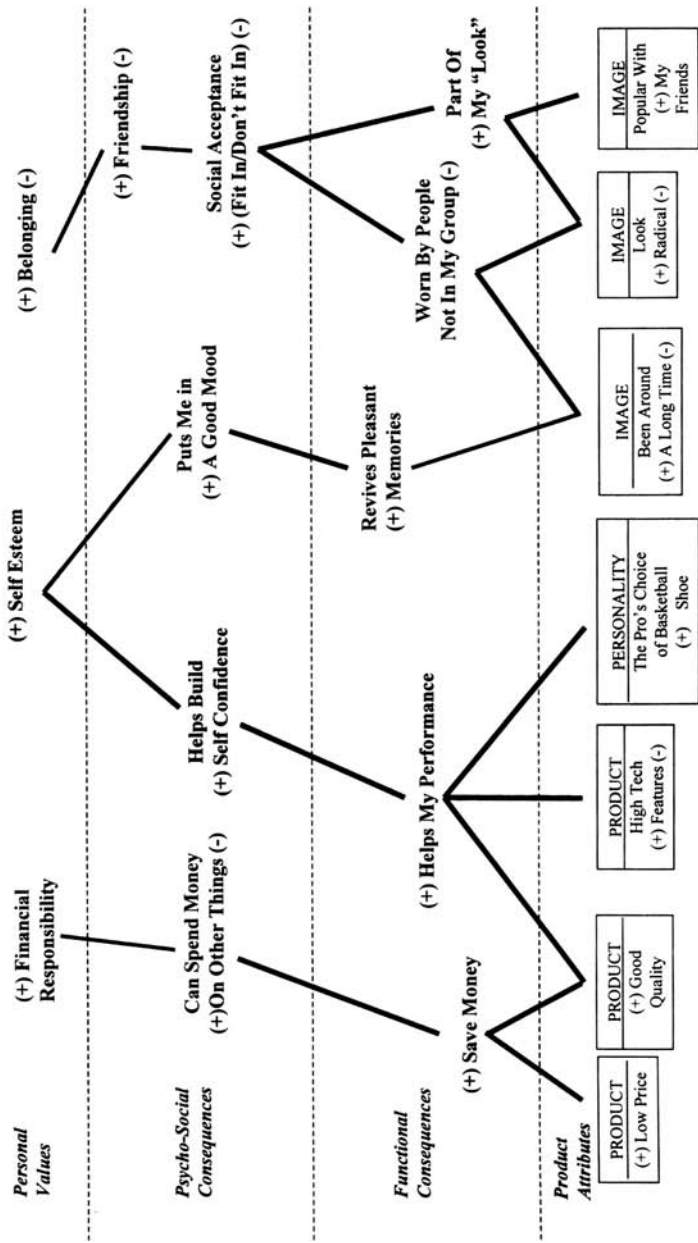 Personal
Values
(+) Financial
Responsibility
(+) Self Esteem
(+) Belonging (-)
Psycho-Social
Consequences
Can Spend Money
(+)On Other Things (-)
Helps Build
(+) Self Confidence
Puts Me in
(+) A Good Mood
(+) Friendship (-)
Social Acceptance
(+) (Fit In/Don't Fit In) (-)
Functional
Consequences
(+) Save Money
(+) Helps My Performance
Revives Pleasant
(+) Memories
Worn By People
Not In My Group (-)
Part Of
(+) My "Look"
Product
Attributes
PRODUCT
(+) Low Price
PRODUCT
(+) Good
Quality
PRODUCT
High Tech
(+) Features (-)
PERSONALITY
The Pro's Choice
of Basketball
(+) Shoe
IMAGE
Been Around
(+) A Long Time (-)
IMAGE
Look
(+) Radical (-)
IMAGE
Popular With
(+) My
Friends